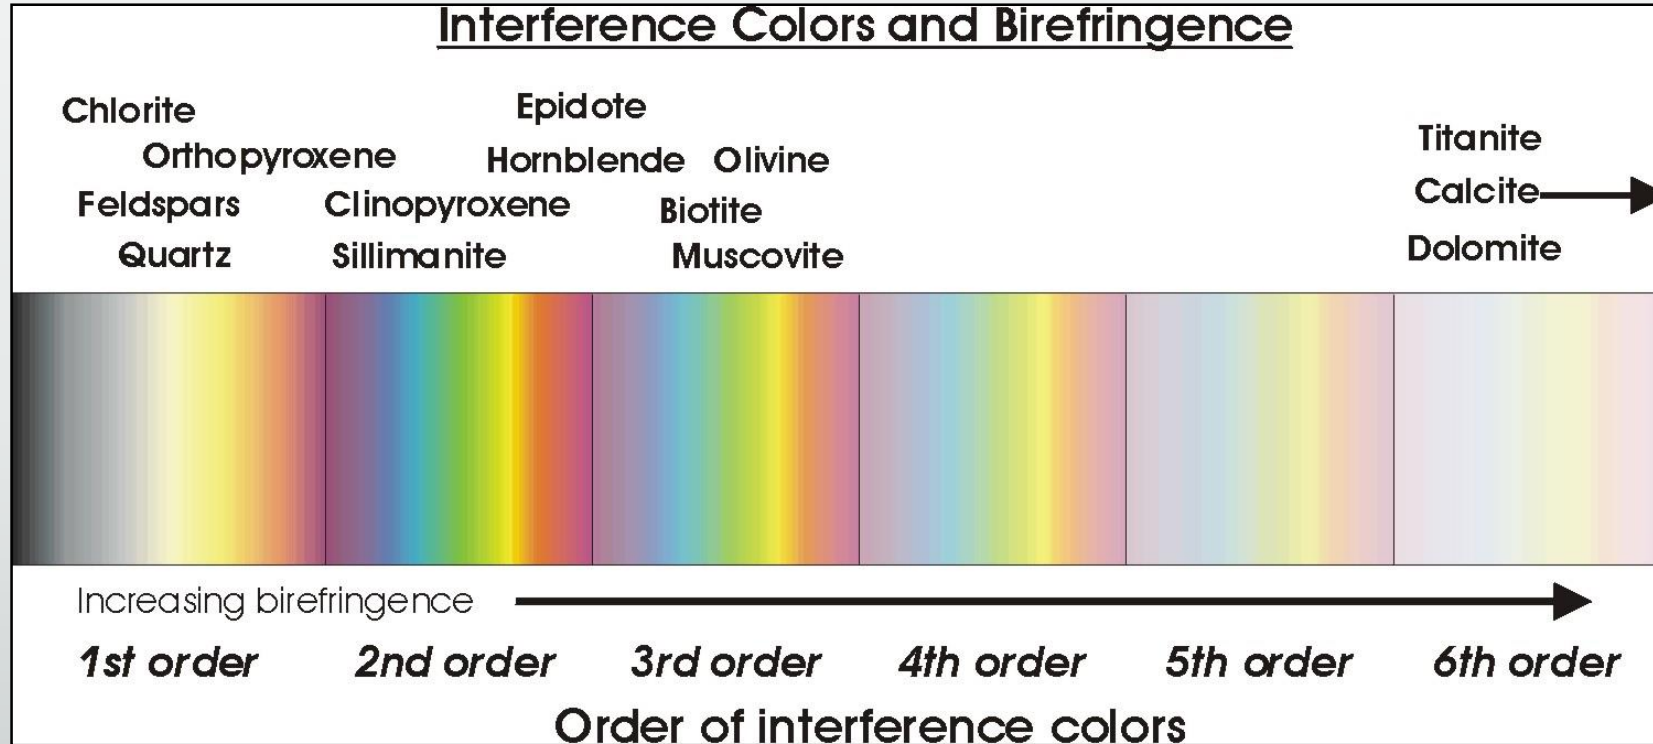 Interference Colors and Birefringence
Chlorite
Epidote
Titanite
Orthopyroxene
Hornblende
Olivine
Calcite
Feldspars
Clinopyroxene
Biotite
Quartz
Sillimanite
Muscovite
Dolomite
Increasing birefringence
1st order
2nd order
3rd order
4th order
5th order
6th order
Order of interference colors